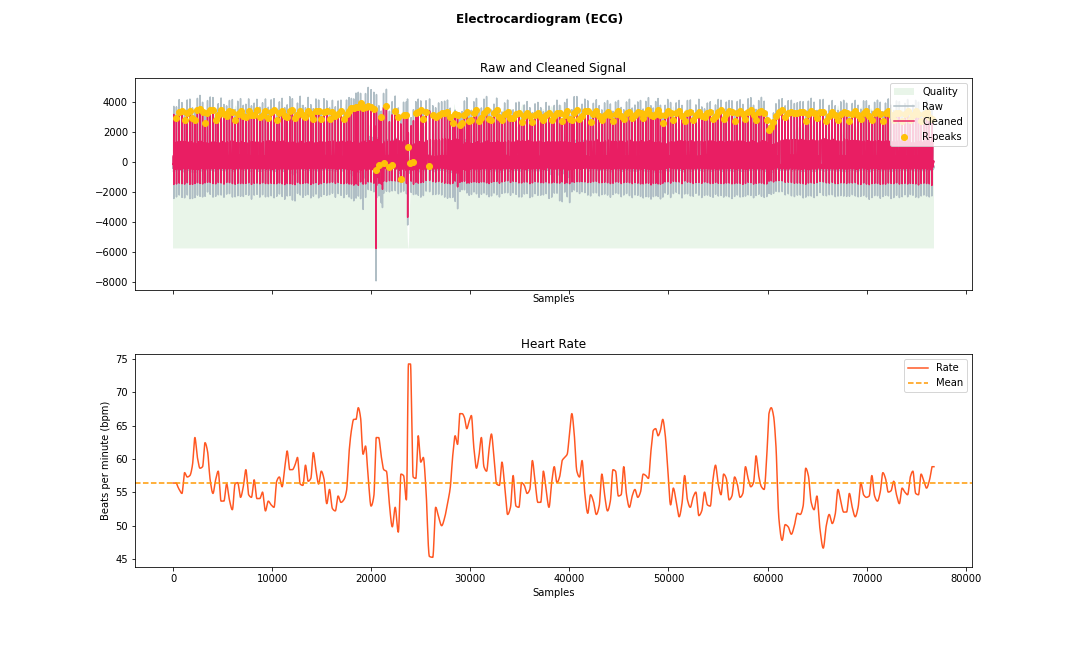 Electrocardiogram (ECG)
Raw and Cleaned Signal
4000
2000
0
−2000
−4000
−6000
−8000
Quality
Raw
Cleaned
R-peaks
Samples
Heart Rate
Beats per minute (bpm)
75
70
65
60
55
50
45
Rate
Mean
0 10000 20000 30000 40000 50000 60000 70000 80000
Samples